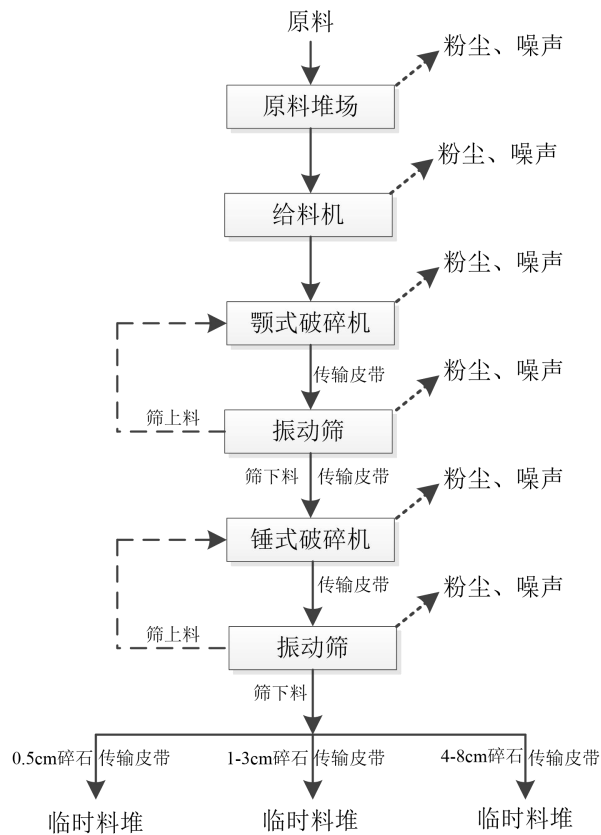 原料
粉尘、噪声
原料堆场
粉尘、噪声
给料机
粉尘、噪声
颚式破碎机
传输皮带
粉尘、噪声
筛上料
振动筛
筛下料 传输皮带
粉尘、噪声
锤式破碎机
传输皮带
粉尘、噪声
筛上料
振动筛
筛下料
0.5cm碎石 传输皮带 1-3cm碎石 传输皮带 4-8cm碎石 传输皮带
临时料堆 临时料堆 临时料堆